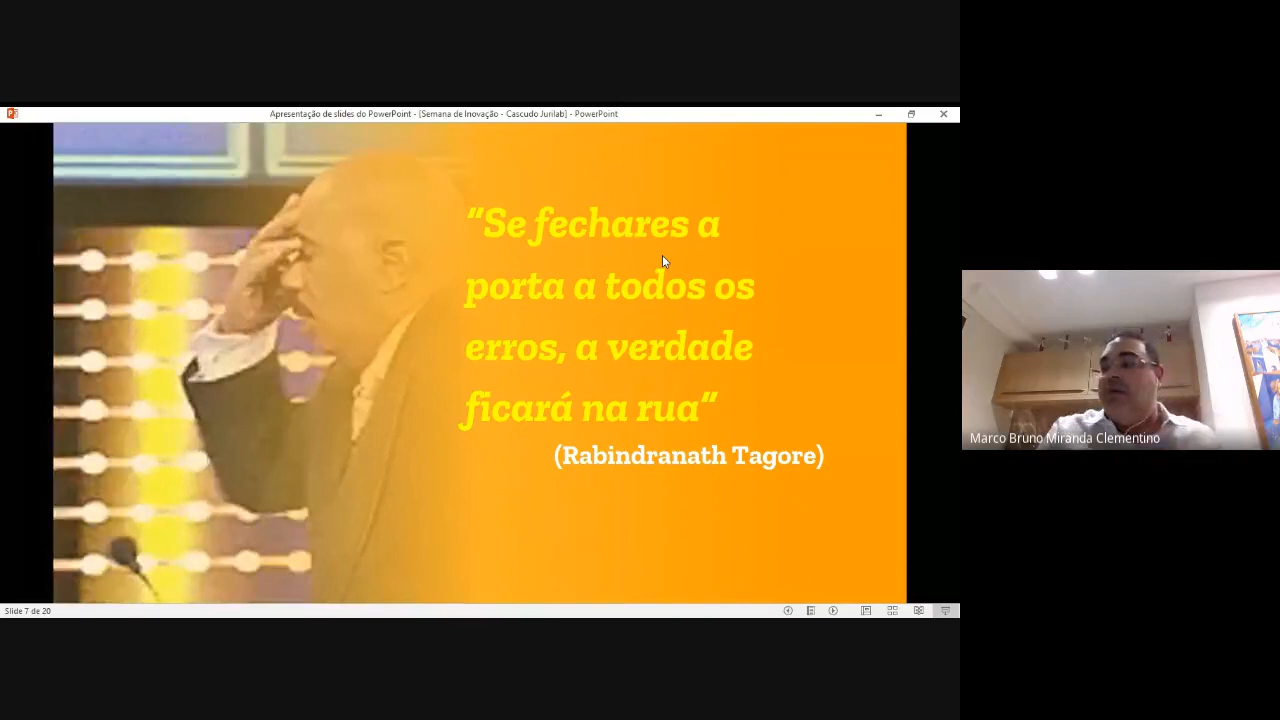 Apresentação de slides do PowerPoint - [Semana de Inovação - Cascudo Jurilab] - PowerPoint
“Se fechares a
porta a todos os
erros, a verdade
ficará na rua”
(Rabindranath Tagore)
Marco Bruno Miranda Clementino
Slide 7 de 20